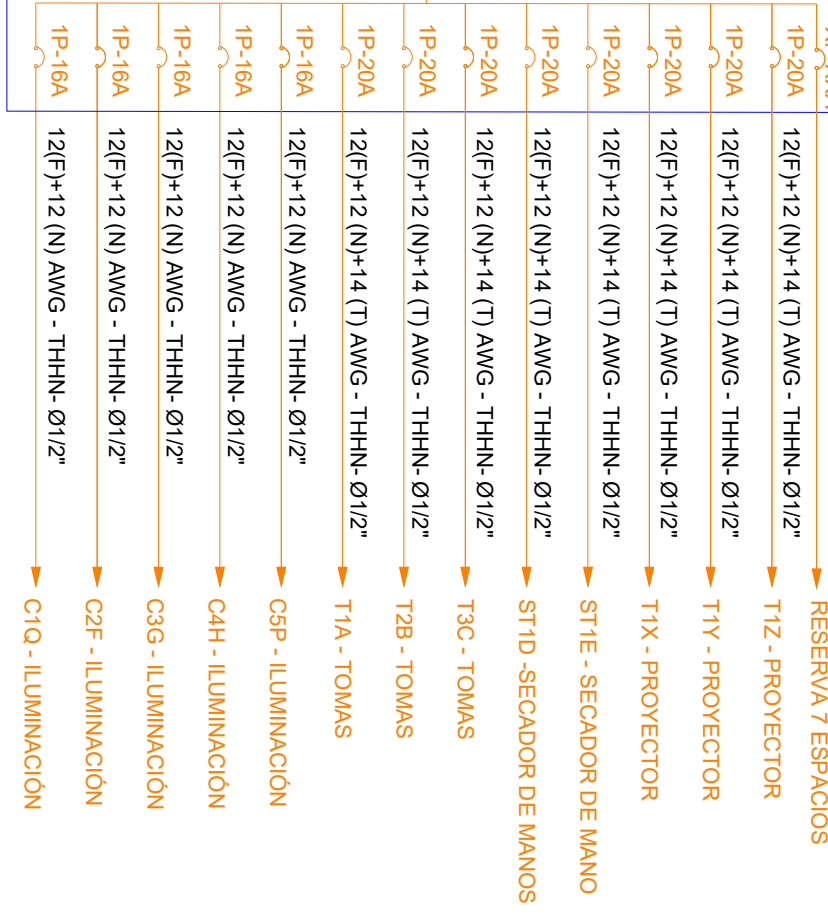 RESERVA 7 ESPACIOS
1P-20A 12(F)+12 (N)+14 (T) AWG - THHN- Ø1/2" T1Z - PROYECTOR
1P-20A 12(F)+12 (N)+14 (T) AWG - THHN- Ø1/2" T1Y - PROYECTOR
1P-20A 12(F)+12 (N)+14 (T) AWG - THHN- Ø1/2" T1X - PROYECTOR
1P-20A 12(F)+12 (N)+14 (T) AWG - THHN- Ø1/2" ST1E - SECADOR DE MANO
1P-20A 12(F)+12 (N)+14 (T) AWG - THHN- Ø1/2" ST1D -SECADOR DE MANOS
1P-20A 12(F)+12 (N)+14 (T) AWG - THHN- Ø1/2" T3C - TOMAS
1P-20A 12(F)+12 (N)+14 (T) AWG - THHN- Ø1/2" T2B - TOMAS
1P-20A 12(F)+12 (N)+14 (T) AWG - THHN- Ø1/2" T1A - TOMAS
1P-16A 12(F)+12 (N) AWG - THHN- Ø1/2" C5P - ILUMINACIÓN
1P-16A 12(F)+12 (N) AWG - THHN- Ø1/2" C4H - ILUMINACIÓN
1P-16A 12(F)+12 (N) AWG - THHN- Ø1/2" C3G - ILUMINACIÓN
1P-16A 12(F)+12 (N) AWG - THHN- Ø1/2" C2F - ILUMINACIÓN
1P-16A 12(F)+12 (N) AWG - THHN- Ø1/2" C1Q - ILUMINACIÓN